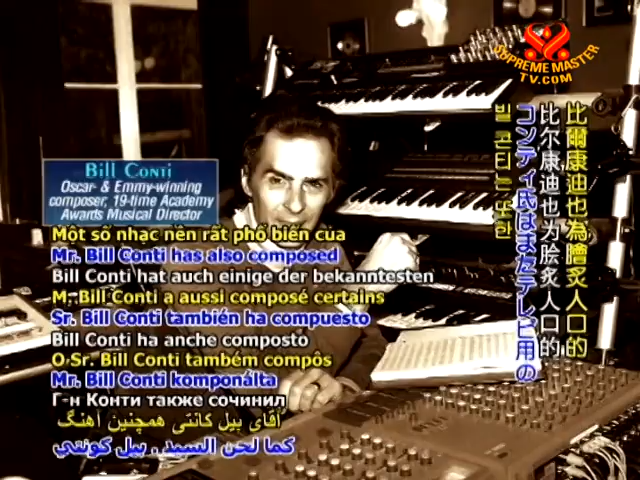 SUPREME MASTER
TV.COM
Bill Conti
Oscar- & Emmy-winning
composer, 19-time Academy
Awards Musical Director
Một số nhạc nền rất phổ biến của
Mr. Bill Conti has also composed
Bill Conti hat auch einige der bekanntesten
M. Bill Conti a aussi composé certains
Sr. Bill Conti también ha compuesto
Bill Conti ha anche composto
O Sr. Bill Conti também compôs
Mr. Bill Conti komponálta
Г-н Конти также сочинил
آقای بیل کانتی همچنین آهنگ
كما لحن السيد . بيل كونتي
比爾康迪也為膾炙人口的
比尔康迪也为脍炙人口的
コンティ氏はまたテレビ用の
빌 콘티는 또한